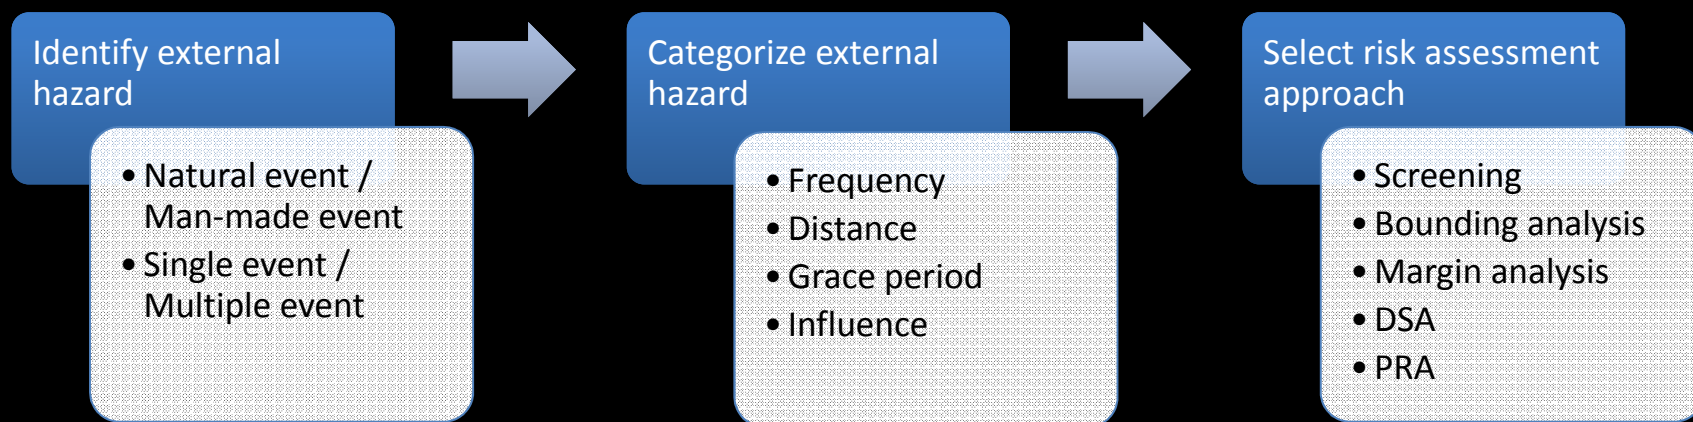 Identify external
hazard
• Natural event /
Man-made event
• Single event /
Multiple event
Categorize external
hazard
• Frequency
• Distance
• Grace period
• Influence
Select risk assessment
approach
• Screening
• Bounding analysis
• Margin analysis
• DSA
• PRA